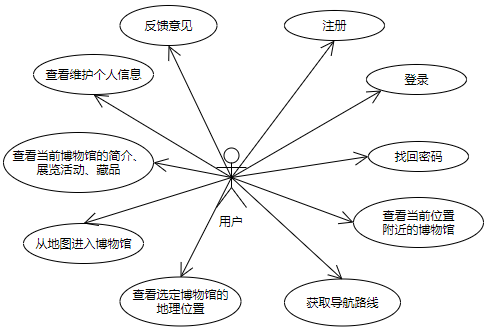 反馈意见
注册
查看维护个人信息
登录
查看当前博物馆的简介、
展览活动、藏品
找回密码
用户
查看当前位置
附近的博物馆
从地图进入博物馆
查看选定博物馆的
地理位置
获取导航路线